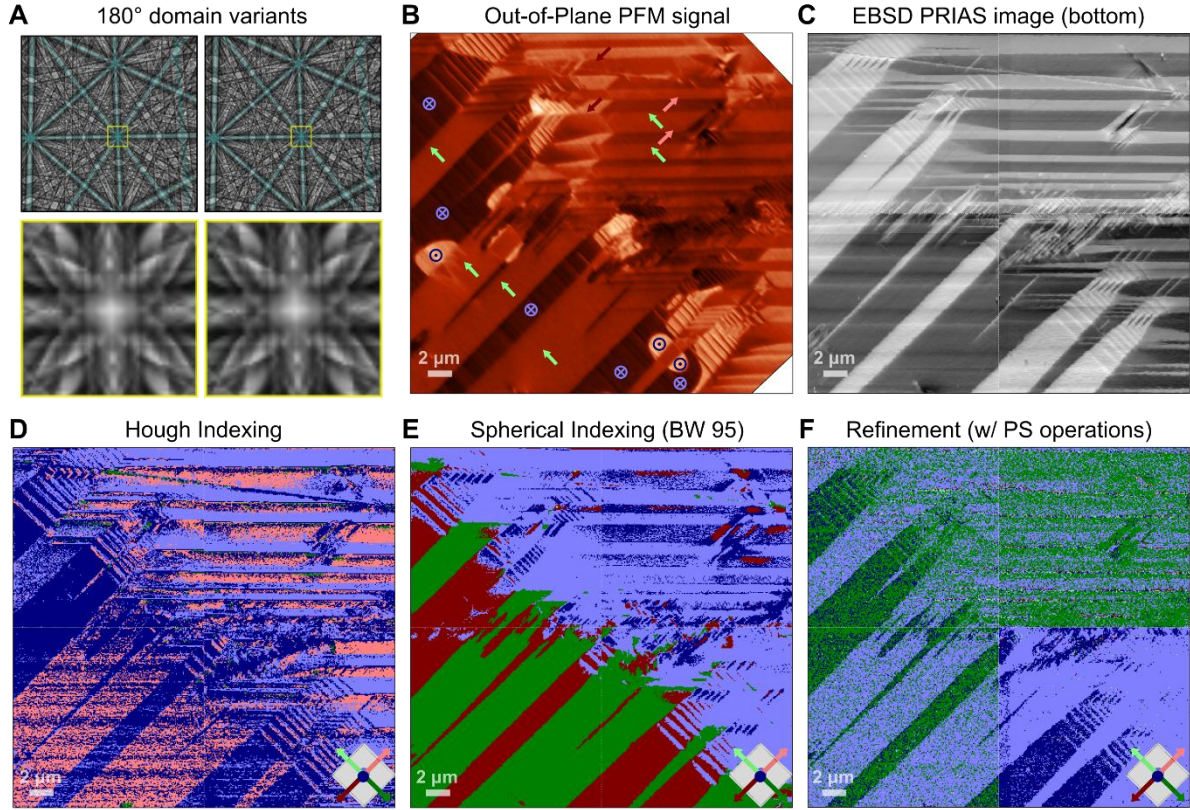 A
180° domain variants
B
Out-of-Plane PFM signal
2 μm
C
EBSD PRIAS image (bottom)
2 μm
D
Hough Indexing
2 μm
E
Spherical Indexing (BW 95)
2 μm
F
Refinement (w/ PS operations)
2 μm